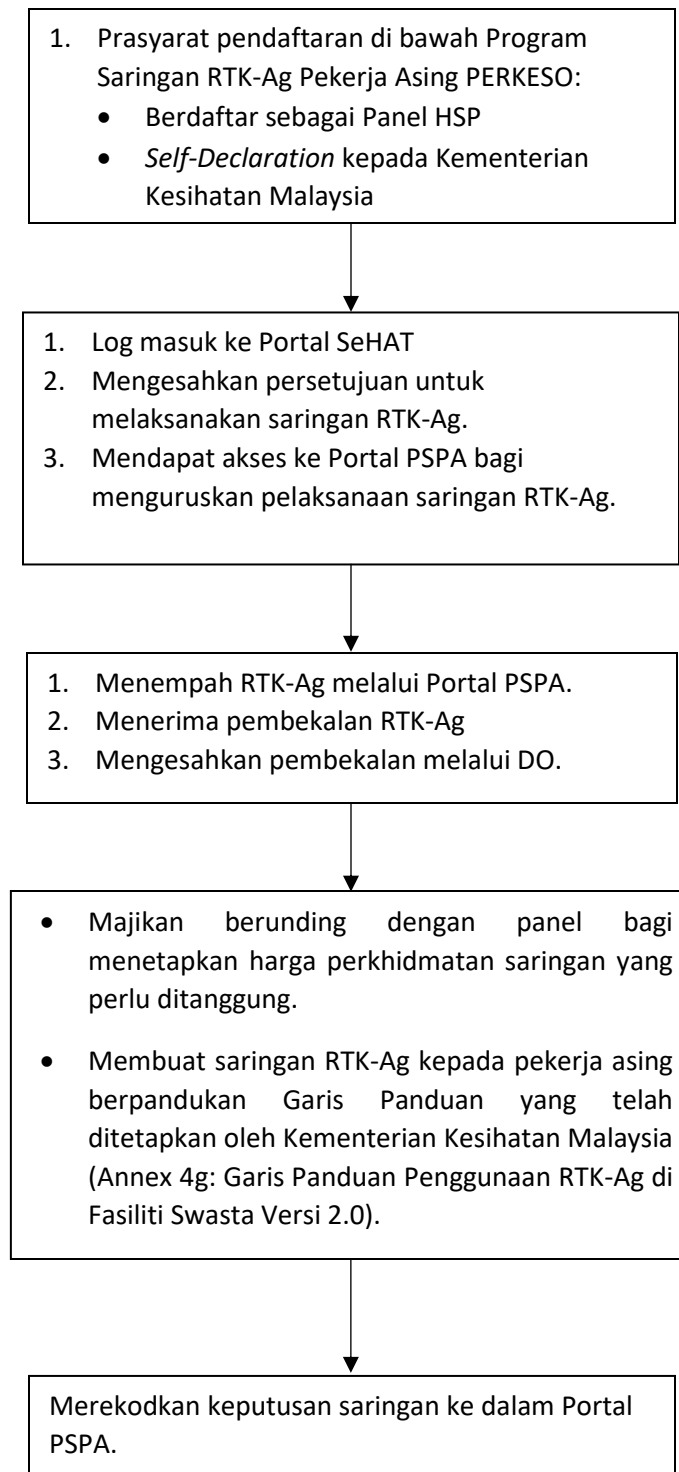 1. Prasyarat pendaftaran di bawah Program
Saringan RTK-Ag Pekerja Asing PERKESO:
• Berdaftar sebagai Panel HSP
• Self-Declaration kepada Kementerian
Kesihatan Malaysia
1. Log masuk ke Portal SeHAT
2. Mengesahkan persetujuan untuk
melaksanakan saringan RTK-Ag.
3. Mendapat akses ke Portal PSPA bagi
menguruskan pelaksanaan saringan RTK-Ag.
1. Menempah RTK-Ag melalui Portal PSPA.
2. Menerima pembekalan RTK-Ag
3. Mengesahkan pembekalan melalui DO.
• Majikan berunding dengan panel bagi
menetapkan harga perkhidmatan saringan yang
perlu ditanggung.
• Membuat saringan RTK-Ag kepada pekerja asing
berpandukan Garis Panduan yang telah
ditetapkan oleh Kementerian Kesihatan Malaysia
(Annex 4g: Garis Panduan Penggunaan RTK-Ag di
Fasiliti Swasta Versi 2.0).
Merekodkan keputusan saringan ke dalam Portal
PSPA.